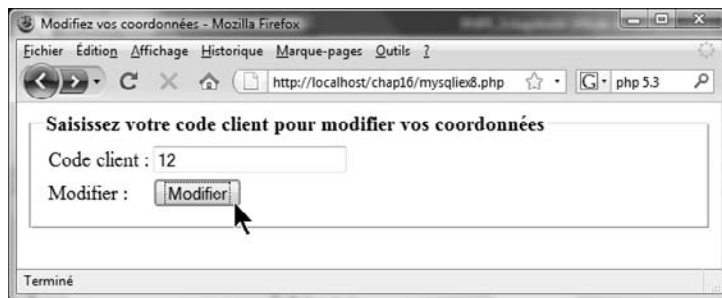 Modifiez vos coordonnées - Mozilla Firefox
Fichier Édition Affichage Historique Marque-pages Outils ?
http://localhost/chap16/mysqliex8.php G php 5.3
Saisissez votre code client pour modifier vos coordonnées
Code client : 12
Modifier : Modifier
Terminé